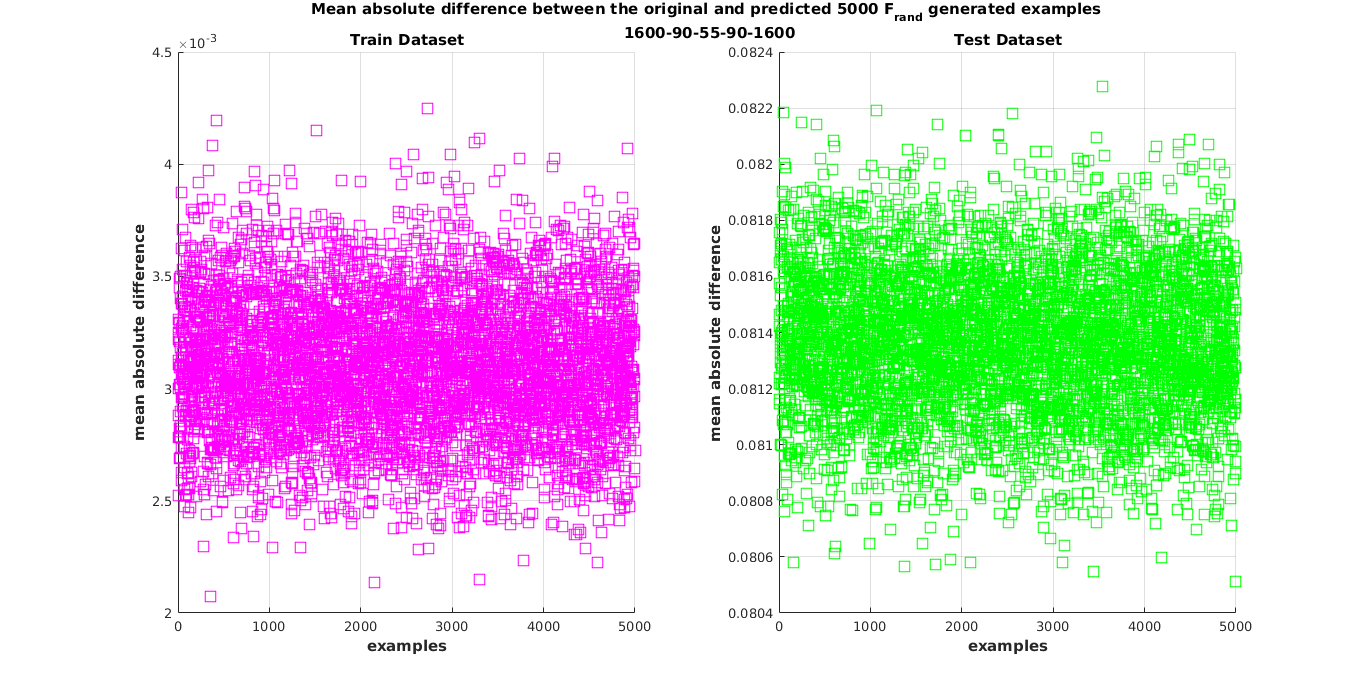 Mean absolute difference between the original and predicted 5000 F_rand generated examples
1600-90-55-90-1600
Train Dataset
×10^-3
4.5
4
3.5
3
2.5
2
mean absolute difference
0 1000 2000 3000 4000 5000
examples
Test Dataset
0.0824
0.0822
0.082
0.0818
0.0816
0.0814
0.0812
0.081
0.0808
0.0806
0.0804
mean absolute difference
0 1000 2000 3000 4000 5000
examples